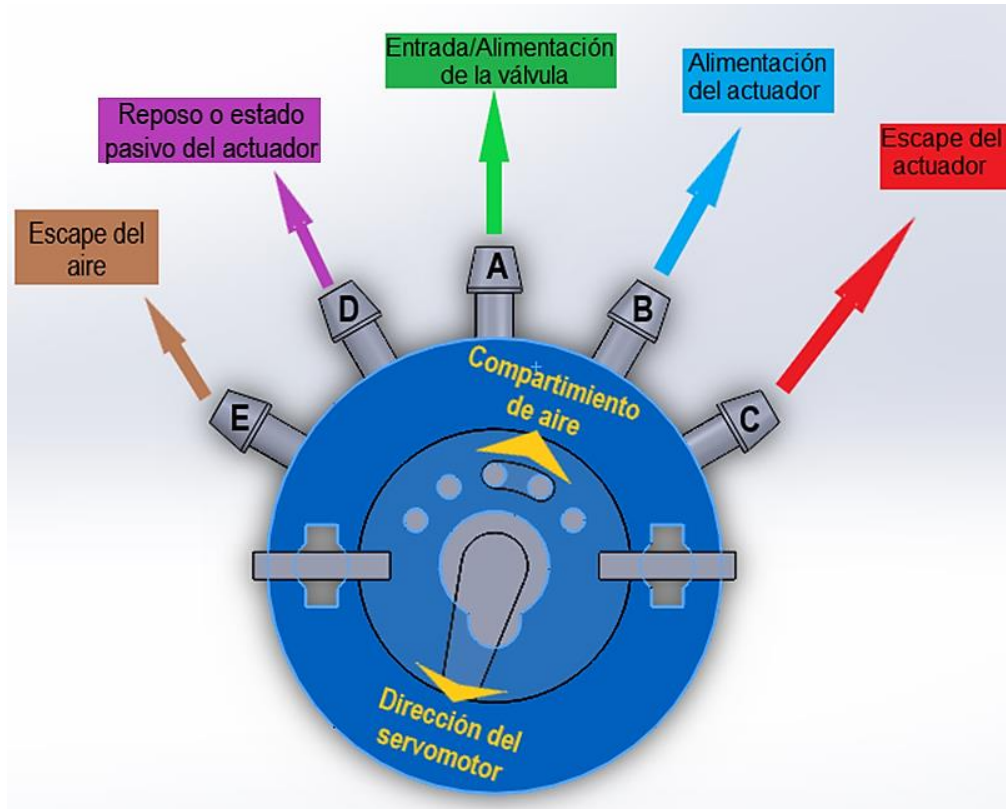 Entrada/Alimentación
de la válvula
Alimentación
del actuador
Reposo o estado
pasivo del actuador
Escape del
actuador
Escape del
aire
A
D
B
E
C
Compartimiento
de aire
Dirección del
servomotor